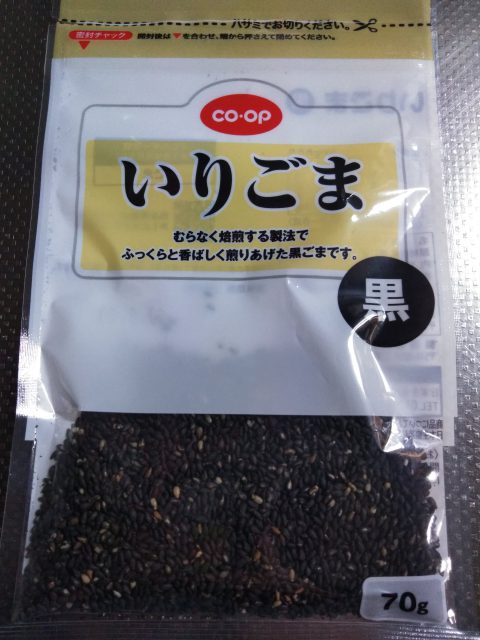 ハサミでお切りください。
密封チャック
開封後は▼を合わせ、端から押さえて閉めてください。
CO・OP
いりごま
むらなく焙煎する製法で
ふっくらと香ばしく煎りあげた黒ごまです。
黒
70g